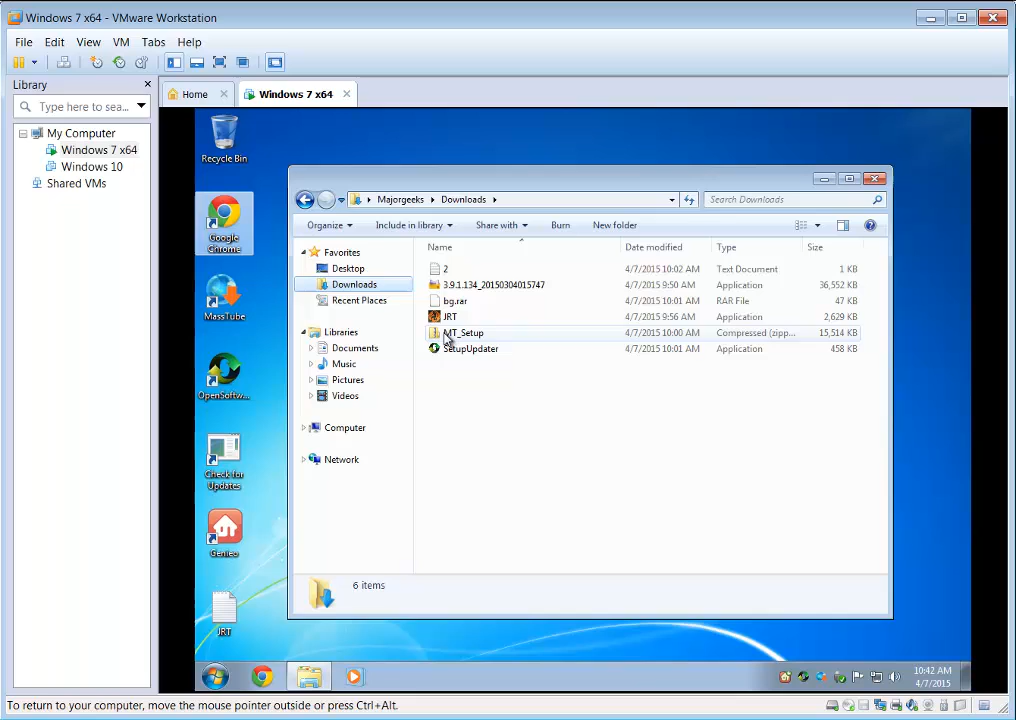 Windows 7 x64 - VMware Workstation
File Edit View VM Tabs Help
Library
Home
Windows 7 x64
Type here to sea...
My Computer
Windows 7 x64
Windows 10
Shared VMs
Recycle Bin
Google Chrome
MassTube
OpenSoftw...
Check for Updates
Genieo
JRT
Majorgeeks Downloads
Search Downloads
Organize Include in library Share with Burn New folder
Favorites
Desktop
Downloads
Recent Places
Libraries
Documents
Music
Pictures
Videos
Computer
Network
Name Date modified Type Size
2 4/7/2015 10:02 AM Text Document 1 KB
3.9.1.134_20150304015747 4/7/2015 9:50 AM Application 36,552 KB
bg.rar 4/7/2015 10:01 AM RAR File 47 KB
JRT 4/7/2015 9:56 AM Application 2,629 KB
MT_Setup 4/7/2015 10:00 AM Compressed (zipp... 15,514 KB
SetupUpdater 4/7/2015 10:01 AM Application 458 KB
6 items
10:42 AM
4/7/2015
To return to your computer, move the mouse pointer outside or press Ctrl+Alt.